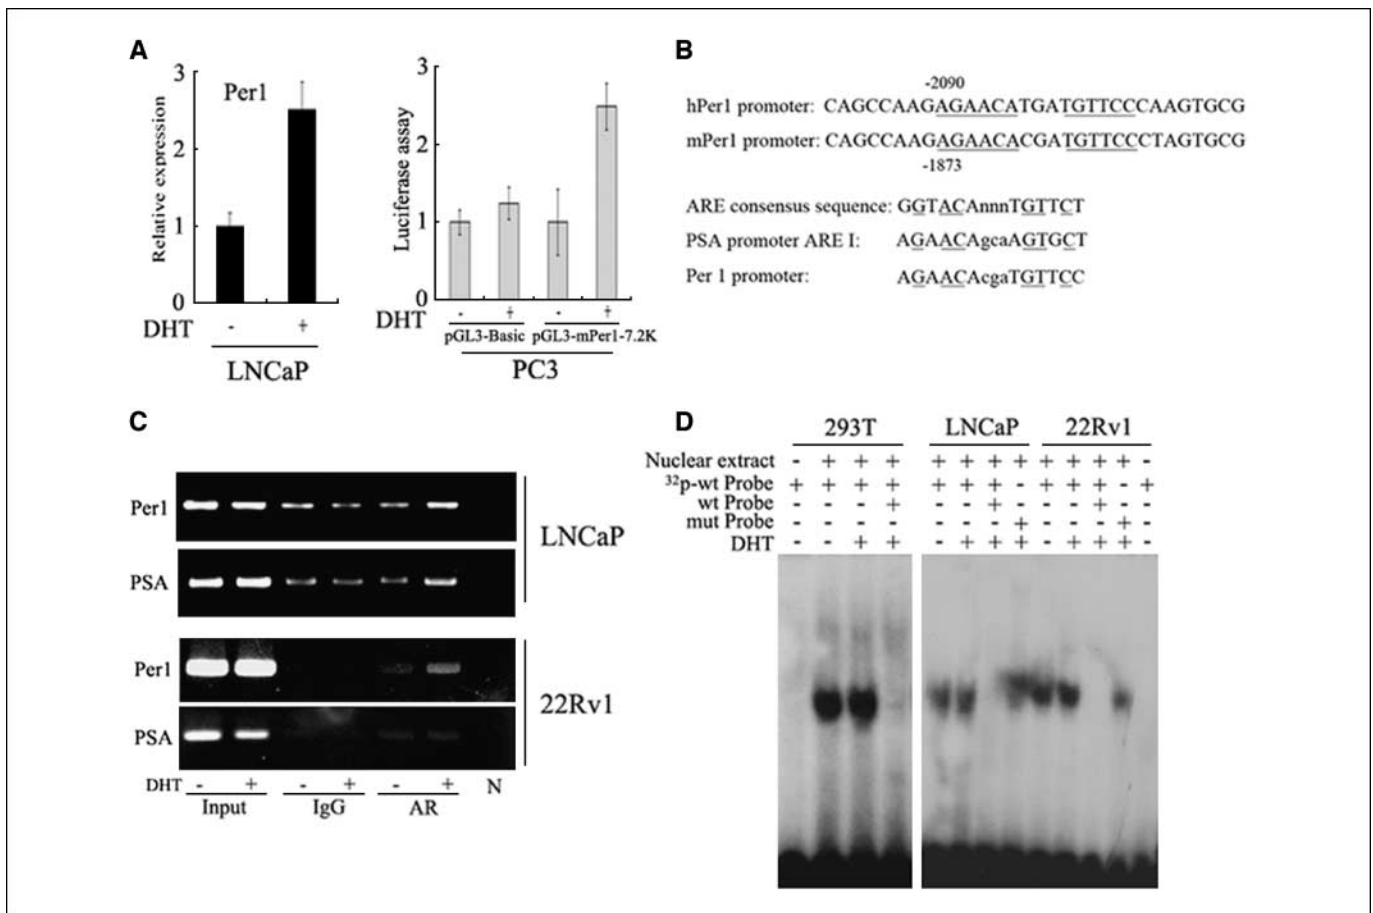 A
3
2
1
0
Relative expression
Per1
DHT - +
LNCaP
3
2
1
0
Luciferase assay
DHT - + - +
pGL3-Basic pGL3-mPer1-7.2K
PC3
B
-2090
hPer1 promoter: CAGCCAAGAGAACATGATGTTCCCAAGTGCG
mPer1 promoter: CAGCCAAGAGAACACGATGTTCCCTAGTGCG
-1873
ARE consensus sequence: GGTACAnnnTGTTCT
PSA promoter ARE I: AGAACAgcaAGTGCT
Per 1 promoter: AGAACAcgaTGTTCC
C
Per1
PSA
LNCaP
Per1
PSA
22Rv1
DHT - + - + - + N
Input IgG AR
D
293T LNCaP 22Rv1
Nuclear extract - + + + + + + + + + + + -
32p-wt Probe + + + + + + + - + + + - +
wt Probe - - - + - - + - - - + - -
mut Probe - - - - - - - + - - - + -
DHT - - + + - + + + - + + + -